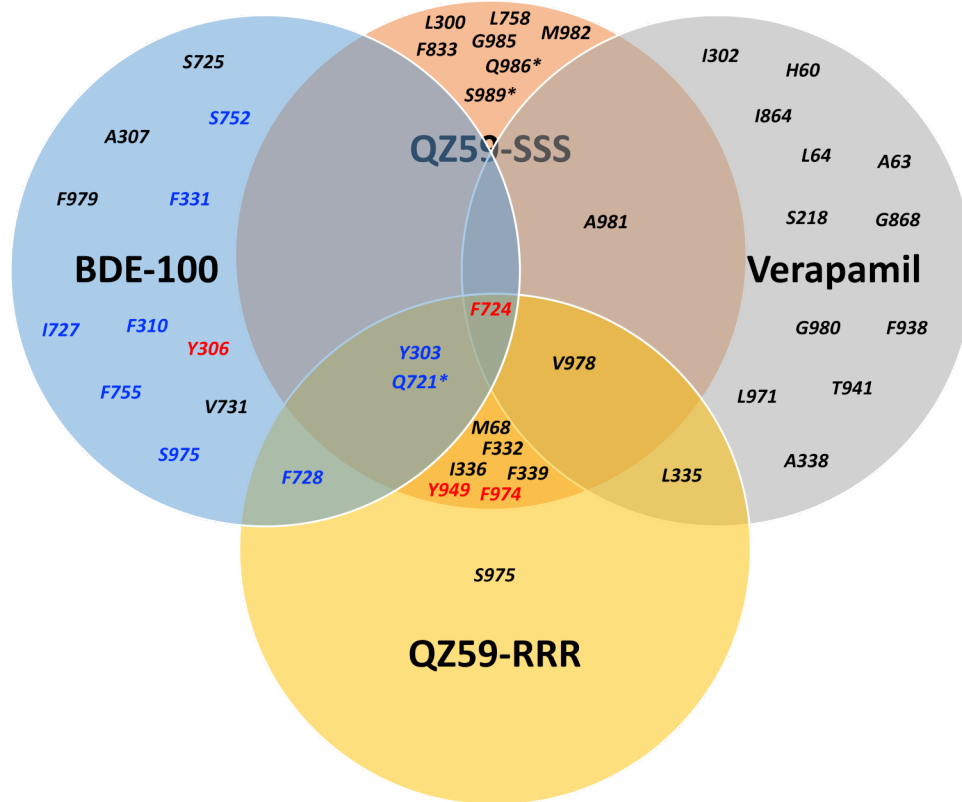 L300
L758
M982
F833
G985
Q986*
S989*
QZ59-SSS
S725
S752
A307
F979
F331
BDE-100
I727
F310
Y306
F755
V731
S975
I302
H60
I864
L64
A63
S218
G868
Verapamil
G980
F938
L971
T941
A338
A981
F724
Y303
Q721*
V978
M68
F332
I336
F339
Y949
F974
F728
L335
S975
QZ59-RRR